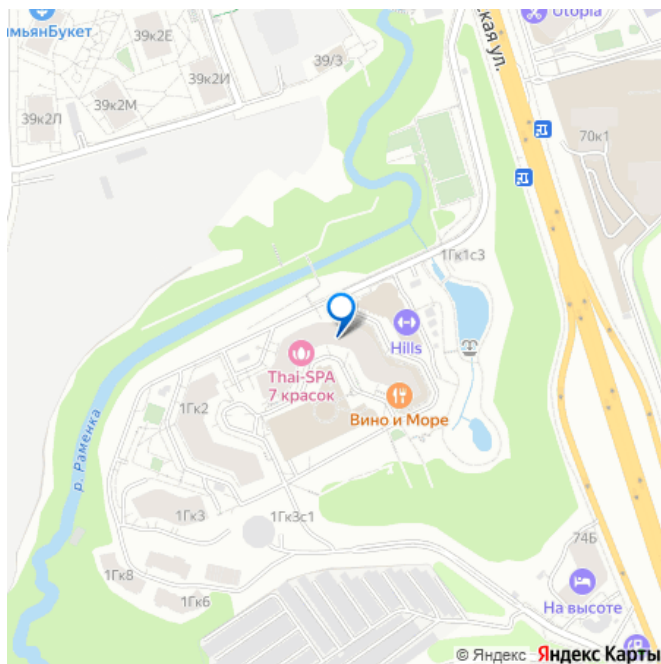 39к2Е
мьянБукет
Utopia
ская ул.
39/3
39к2И
39к2М
39к2Л
70к1
1Гк1с3
Hills
Thai-SPA
7 красок
1Гк2
Вино и Море
р. Раменка
1Гк3
1Гк3с1
74Б
1Гк8
1Гк6
На высоте
© Яндекс Яндекс Карты